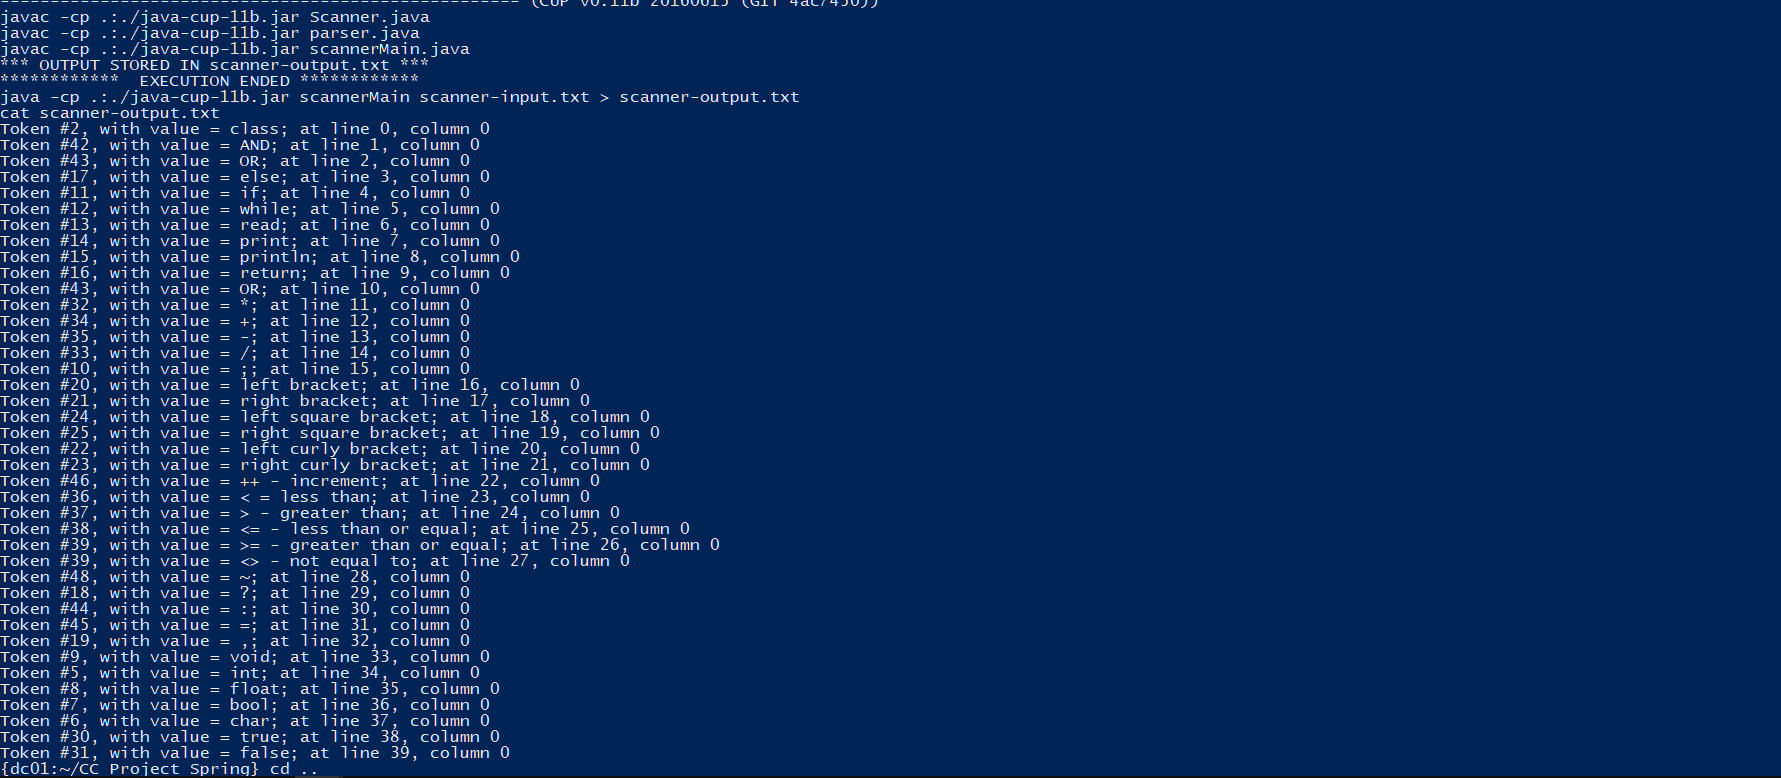 ---------------------------------------------------- (CUP v0.11b 20160615 (GIT 4ac7450))
javac -cp .:./java-cup-11b.jar Scanner.java
javac -cp .:./java-cup-11b.jar parser.java
javac -cp .:./java-cup-11b.jar scannerMain.java
*** OUTPUT STORED IN scanner-output.txt ***
************  EXECUTION ENDED ************
java -cp .:./java-cup-11b.jar scannerMain scanner-input.txt > scanner-output.txt
cat scanner-output.txt
Token #2, with value = class; at line 0, column 0
Token #42, with value = AND; at line 1, column 0
Token #43, with value = OR; at line 2, column 0
Token #17, with value = else; at line 3, column 0
Token #11, with value = if; at line 4, column 0
Token #12, with value = while; at line 5, column 0
Token #13, with value = read; at line 6, column 0
Token #14, with value = print; at line 7, column 0
Token #15, with value = println; at line 8, column 0
Token #16, with value = return; at line 9, column 0
Token #43, with value = OR; at line 10, column 0
Token #32, with value = *; at line 11, column 0
Token #34, with value = +; at line 12, column 0
Token #35, with value = -; at line 13, column 0
Token #33, with value = /; at line 14, column 0
Token #10, with value = ;; at line 15, column 0
Token #20, with value = left bracket; at line 16, column 0
Token #21, with value = right bracket; at line 17, column 0
Token #24, with value = left square bracket; at line 18, column 0
Token #25, with value = right square bracket; at line 19, column 0
Token #22, with value = left curly bracket; at line 20, column 0
Token #23, with value = right curly bracket; at line 21, column 0
Token #46, with value = ++ - increment; at line 22, column 0
Token #36, with value = < = less than; at line 23, column 0
Token #37, with value = > - greater than; at line 24, column 0
Token #38, with value = <= - less than or equal; at line 25, column 0
Token #39, with value = >= - greater than or equal; at line 26, column 0
Token #39, with value = <> - not equal to; at line 27, column 0
Token #48, with value = ~; at line 28, column 0
Token #18, with value = ?; at line 29, column 0
Token #44, with value = :; at line 30, column 0
Token #45, with value = =; at line 31, column 0
Token #19, with value = ,; at line 32, column 0
Token #9, with value = void; at line 33, column 0
Token #5, with value = int; at line 34, column 0
Token #8, with value = float; at line 35, column 0
Token #7, with value = bool; at line 36, column 0
Token #6, with value = char; at line 37, column 0
Token #30, with value = true; at line 38, column 0
Token #31, with value = false; at line 39, column 0
{dc01:~/CC Project Spring} cd ..